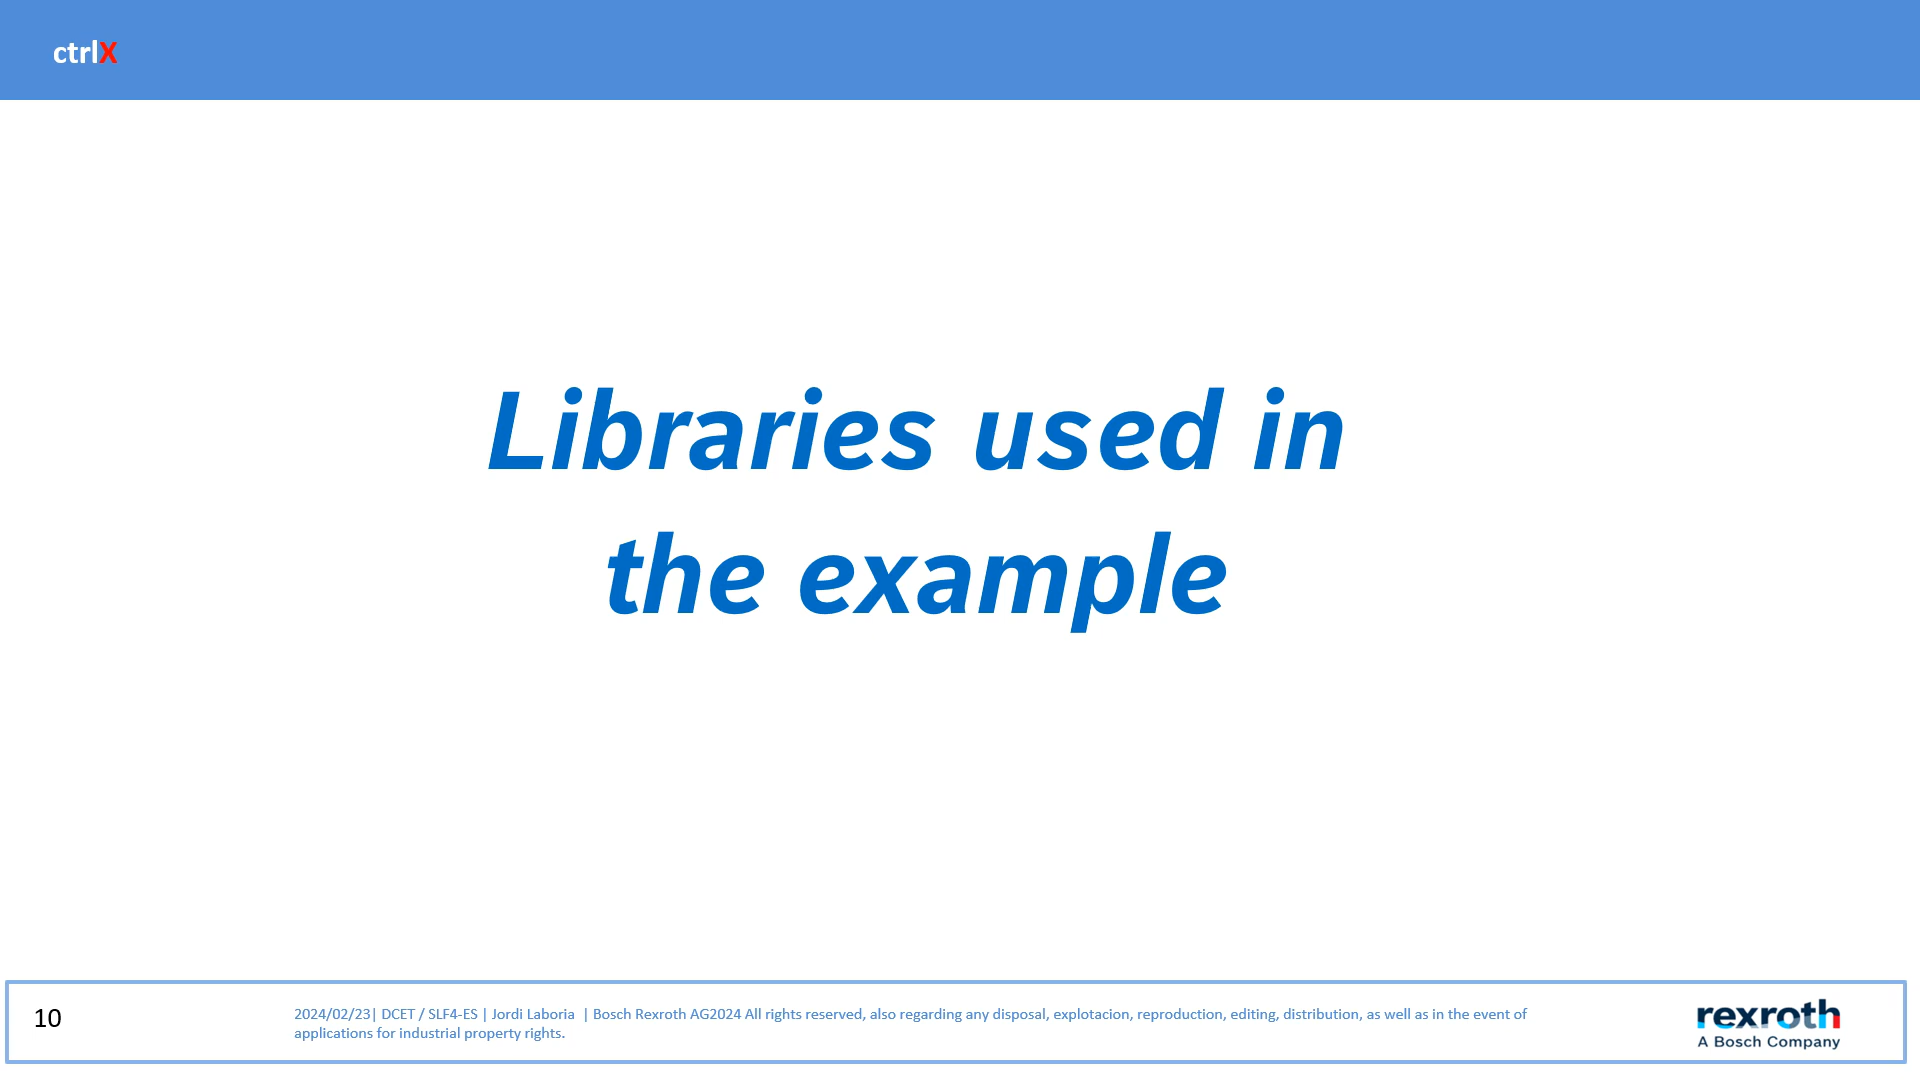 ctrlX
Libraries used in
the example
10
2024/02/23| DCET / SLF4-ES | Jordi Laboria  | Bosch Rexroth AG2024 All rights reserved, also regarding any disposal, explotacion, reproduction, editing, distribution, as well as in the event of
applications for industrial property rights.
rexroth
A Bosch Company